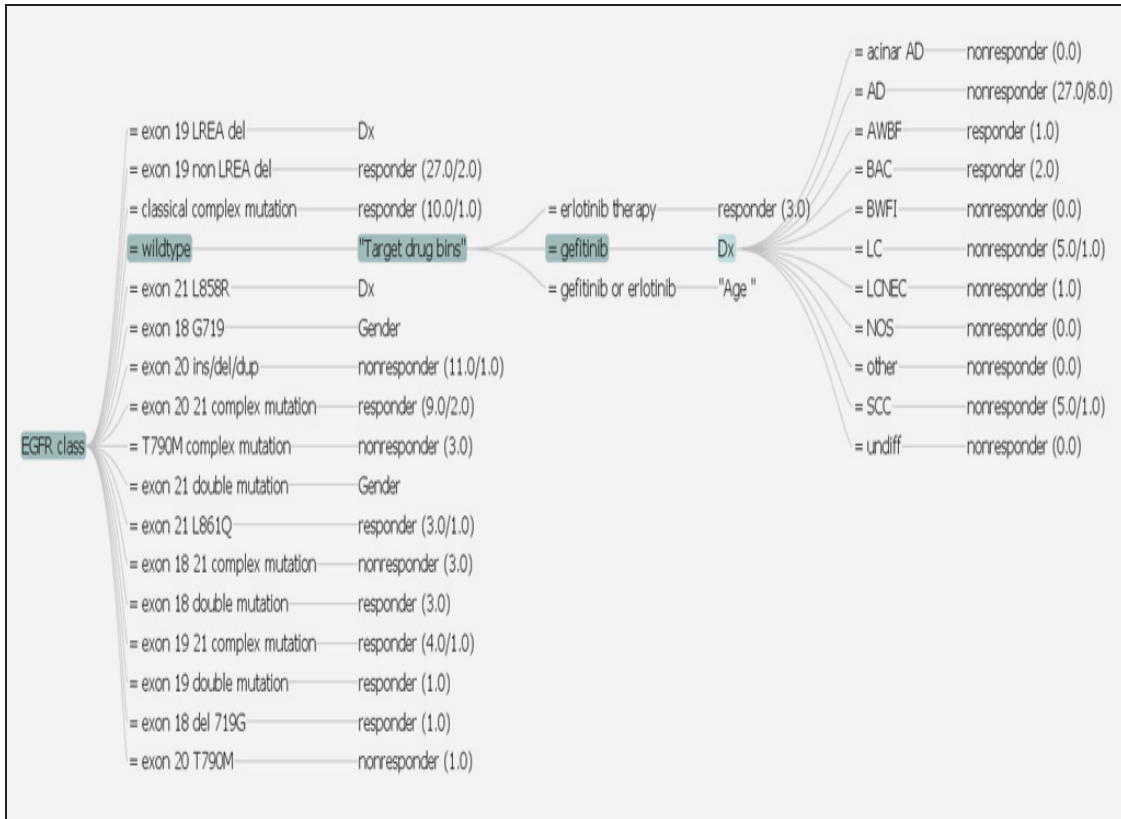 EGFR class
= exon 19 LREA del Dx
= exon 19 non LREA del responder (27.0/2.0)
= classical complex mutation responder (10.0/1.0)
= wildtype "Target drug bins"
= exon 21 L858R Dx
= exon 18 G719 Gender
= exon 20 ins/del/dup nonresponder (11.0/1.0)
= exon 20 21 complex mutation responder (9.0/2.0)
= T790M complex mutation nonresponder (3.0)
= exon 21 double mutation Gender
= exon 21 L861Q responder (3.0/1.0)
= exon 18 21 complex mutation nonresponder (3.0)
= exon 18 double mutation responder (3.0)
= exon 19 21 complex mutation responder (4.0/1.0)
= exon 19 double mutation responder (1.0)
= exon 18 del 719G responder (1.0)
= exon 20 T790M nonresponder (1.0)
= erlotinib therapy responder (3.0)
= gefitinib Dx
= gefitinib or erlotinib "Age "
= acinar AD nonresponder (0.0)
= AD nonresponder (27.0/8.0)
= AWBF responder (1.0)
= BAC responder (2.0)
= BWFI nonresponder (0.0)
= LC nonresponder (5.0/1.0)
= LCNEC nonresponder (1.0)
= NOS nonresponder (0.0)
= other nonresponder (0.0)
= SCC nonresponder (5.0/1.0)
= undiff nonresponder (0.0)